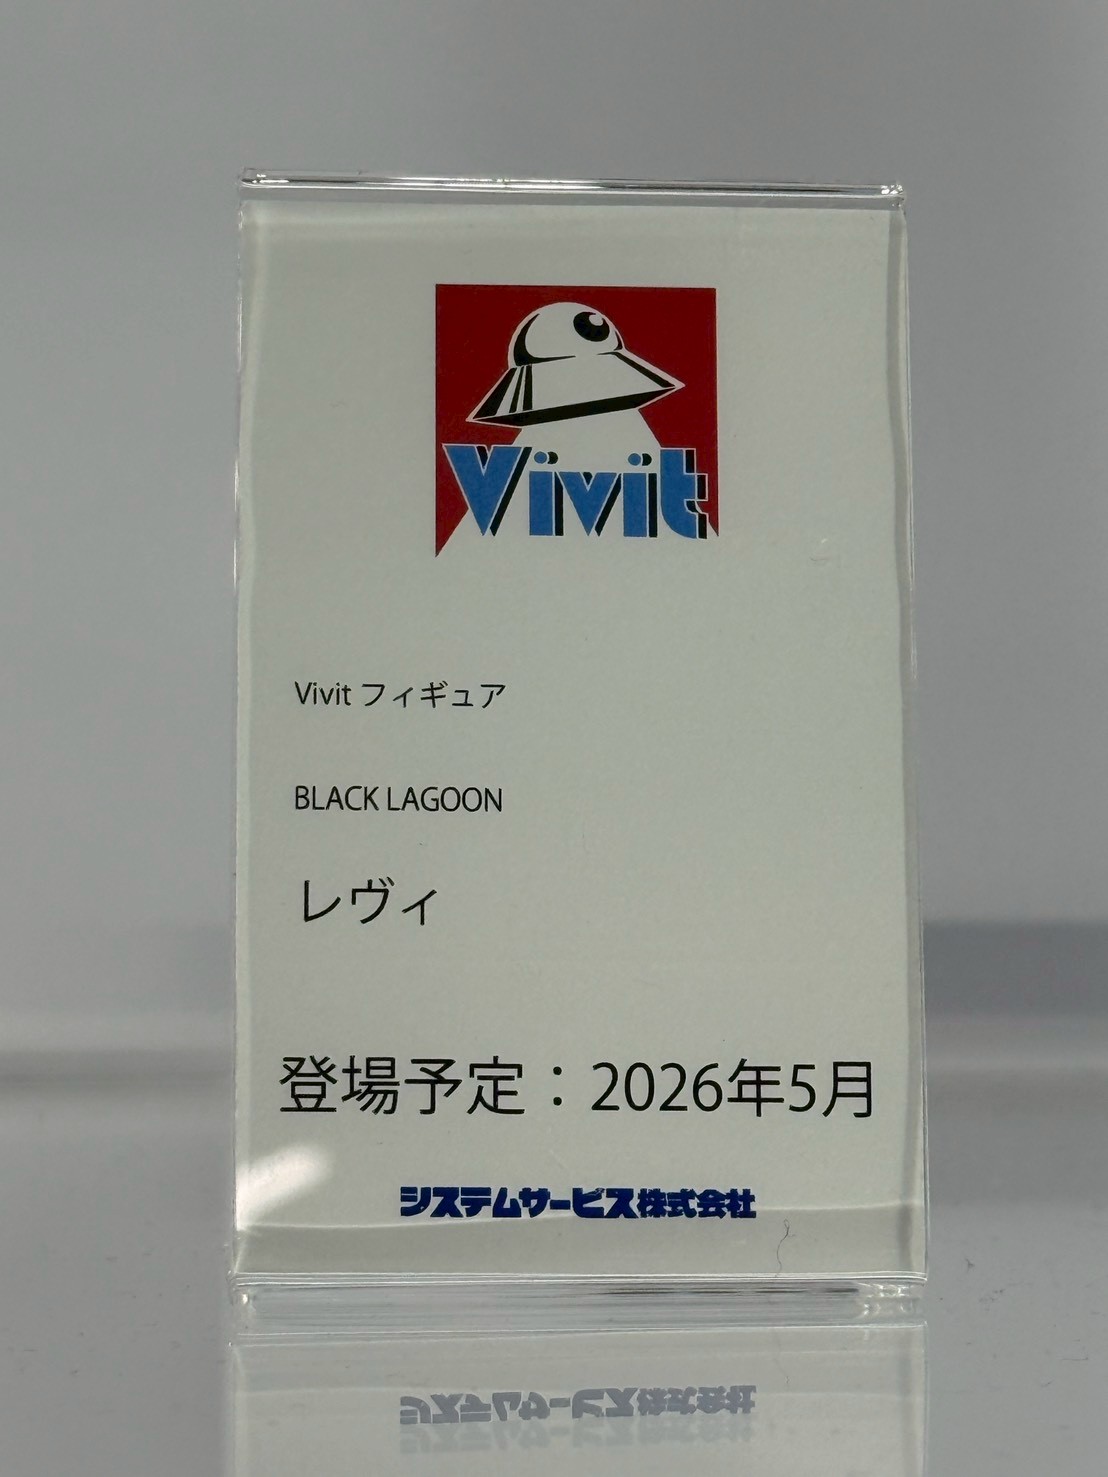 Vivit
Vivit フィギュア
BLACK LAGOON
レヴィ
登場予定：2026年5月
システムサービス株式会社